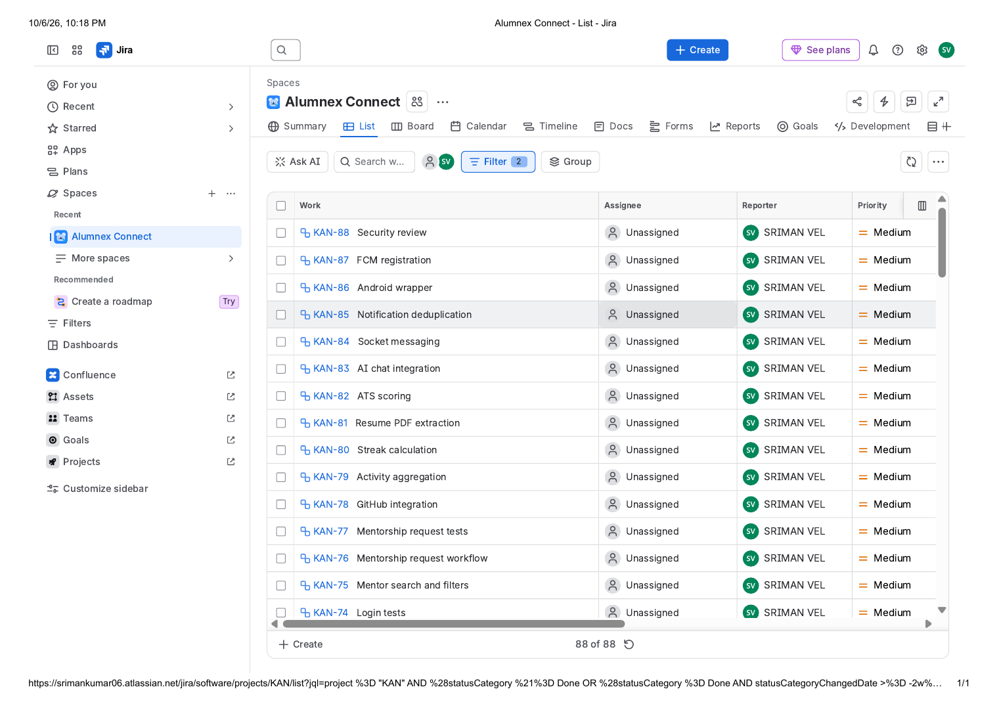 10/6/26, 10:18 PM
Alumnex Connect - List - Jira
Jira
Create
See plans
SV
For you
Recent
Starred
Apps
Plans
Spaces
Recent
Alumnex Connect
More spaces
Recommended
Create a roadmap
Try
Filters
Dashboards
Confluence
Assets
Teams
Goals
Projects
Customize sidebar
Spaces
Alumnex Connect
Summary List Board Calendar Timeline Docs Forms Reports Goals Development
Ask AI Search w... SV Filter 2 Group
Work Assignee Reporter Priority
KAN-88 Security review Unassigned SV SRIMAN VEL Medium
KAN-87 FCM registration Unassigned SV SRIMAN VEL Medium
KAN-86 Android wrapper Unassigned SV SRIMAN VEL Medium
KAN-85 Notification deduplication Unassigned SV SRIMAN VEL Medium
KAN-84 Socket messaging Unassigned SV SRIMAN VEL Medium
KAN-83 AI chat integration Unassigned SV SRIMAN VEL Medium
KAN-82 ATS scoring Unassigned SV SRIMAN VEL Medium
KAN-81 Resume PDF extraction Unassigned SV SRIMAN VEL Medium
KAN-80 Streak calculation Unassigned SV SRIMAN VEL Medium
KAN-79 Activity aggregation Unassigned SV SRIMAN VEL Medium
KAN-78 GitHub integration Unassigned SV SRIMAN VEL Medium
KAN-77 Mentorship request tests Unassigned SV SRIMAN VEL Medium
KAN-76 Mentorship request workflow Unassigned SV SRIMAN VEL Medium
KAN-75 Mentor search and filters Unassigned SV SRIMAN VEL Medium
KAN-74 Login tests Unassigned SV SRIMAN VEL Medium
Create 88 of 88
https://srimankumar06.atlassian.net/jira/software/projects/KAN/list?jql=project %3D "KAN" AND %28statusCategory %21%3D Done OR %28statusCategory %3D Done AND statusCategoryChangedDate >%3D -2w%… 1/1